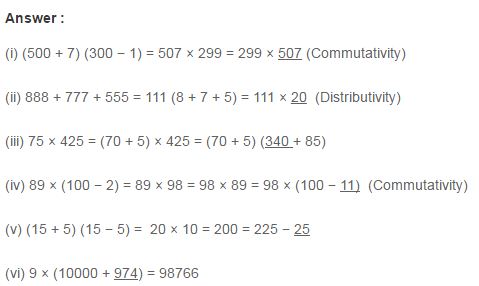 Answer :
(i) (500 + 7) (300 − 1) = 507 × 299 = 299 × 507 (Commutativity)
(ii) 888 + 777 + 555 = 111 (8 + 7 + 5) = 111 × 20 (Distributivity)
(iii) 75 × 425 = (70 + 5) × 425 = (70 + 5) (340 + 85)
(iv) 89 × (100 − 2) = 89 × 98 = 98 × 89 = 98 × (100 − 11) (Commutativity)
(v) (15 + 5) (15 − 5) = 20 × 10 = 200 = 225 − 25
(vi) 9 × (10000 + 974) = 98766